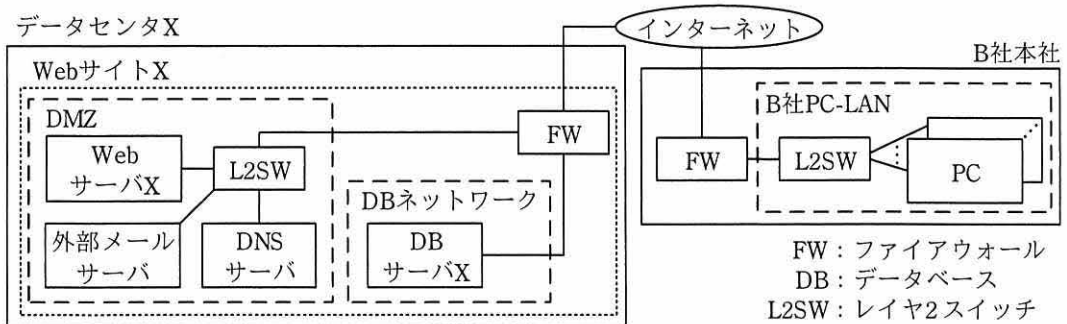 データセンタX
インターネット
B社本社
WebサイトX
B社PC-LAN
DMZ
FW
Web
サーバX
L2SW
FW
L2SW
PC
DBネットワーク
外部メール
サーバ
DNS
サーバ
DB
サーバX
FW：ファイアウォール
DB：データベース
L2SW：レイヤ2スイッチ